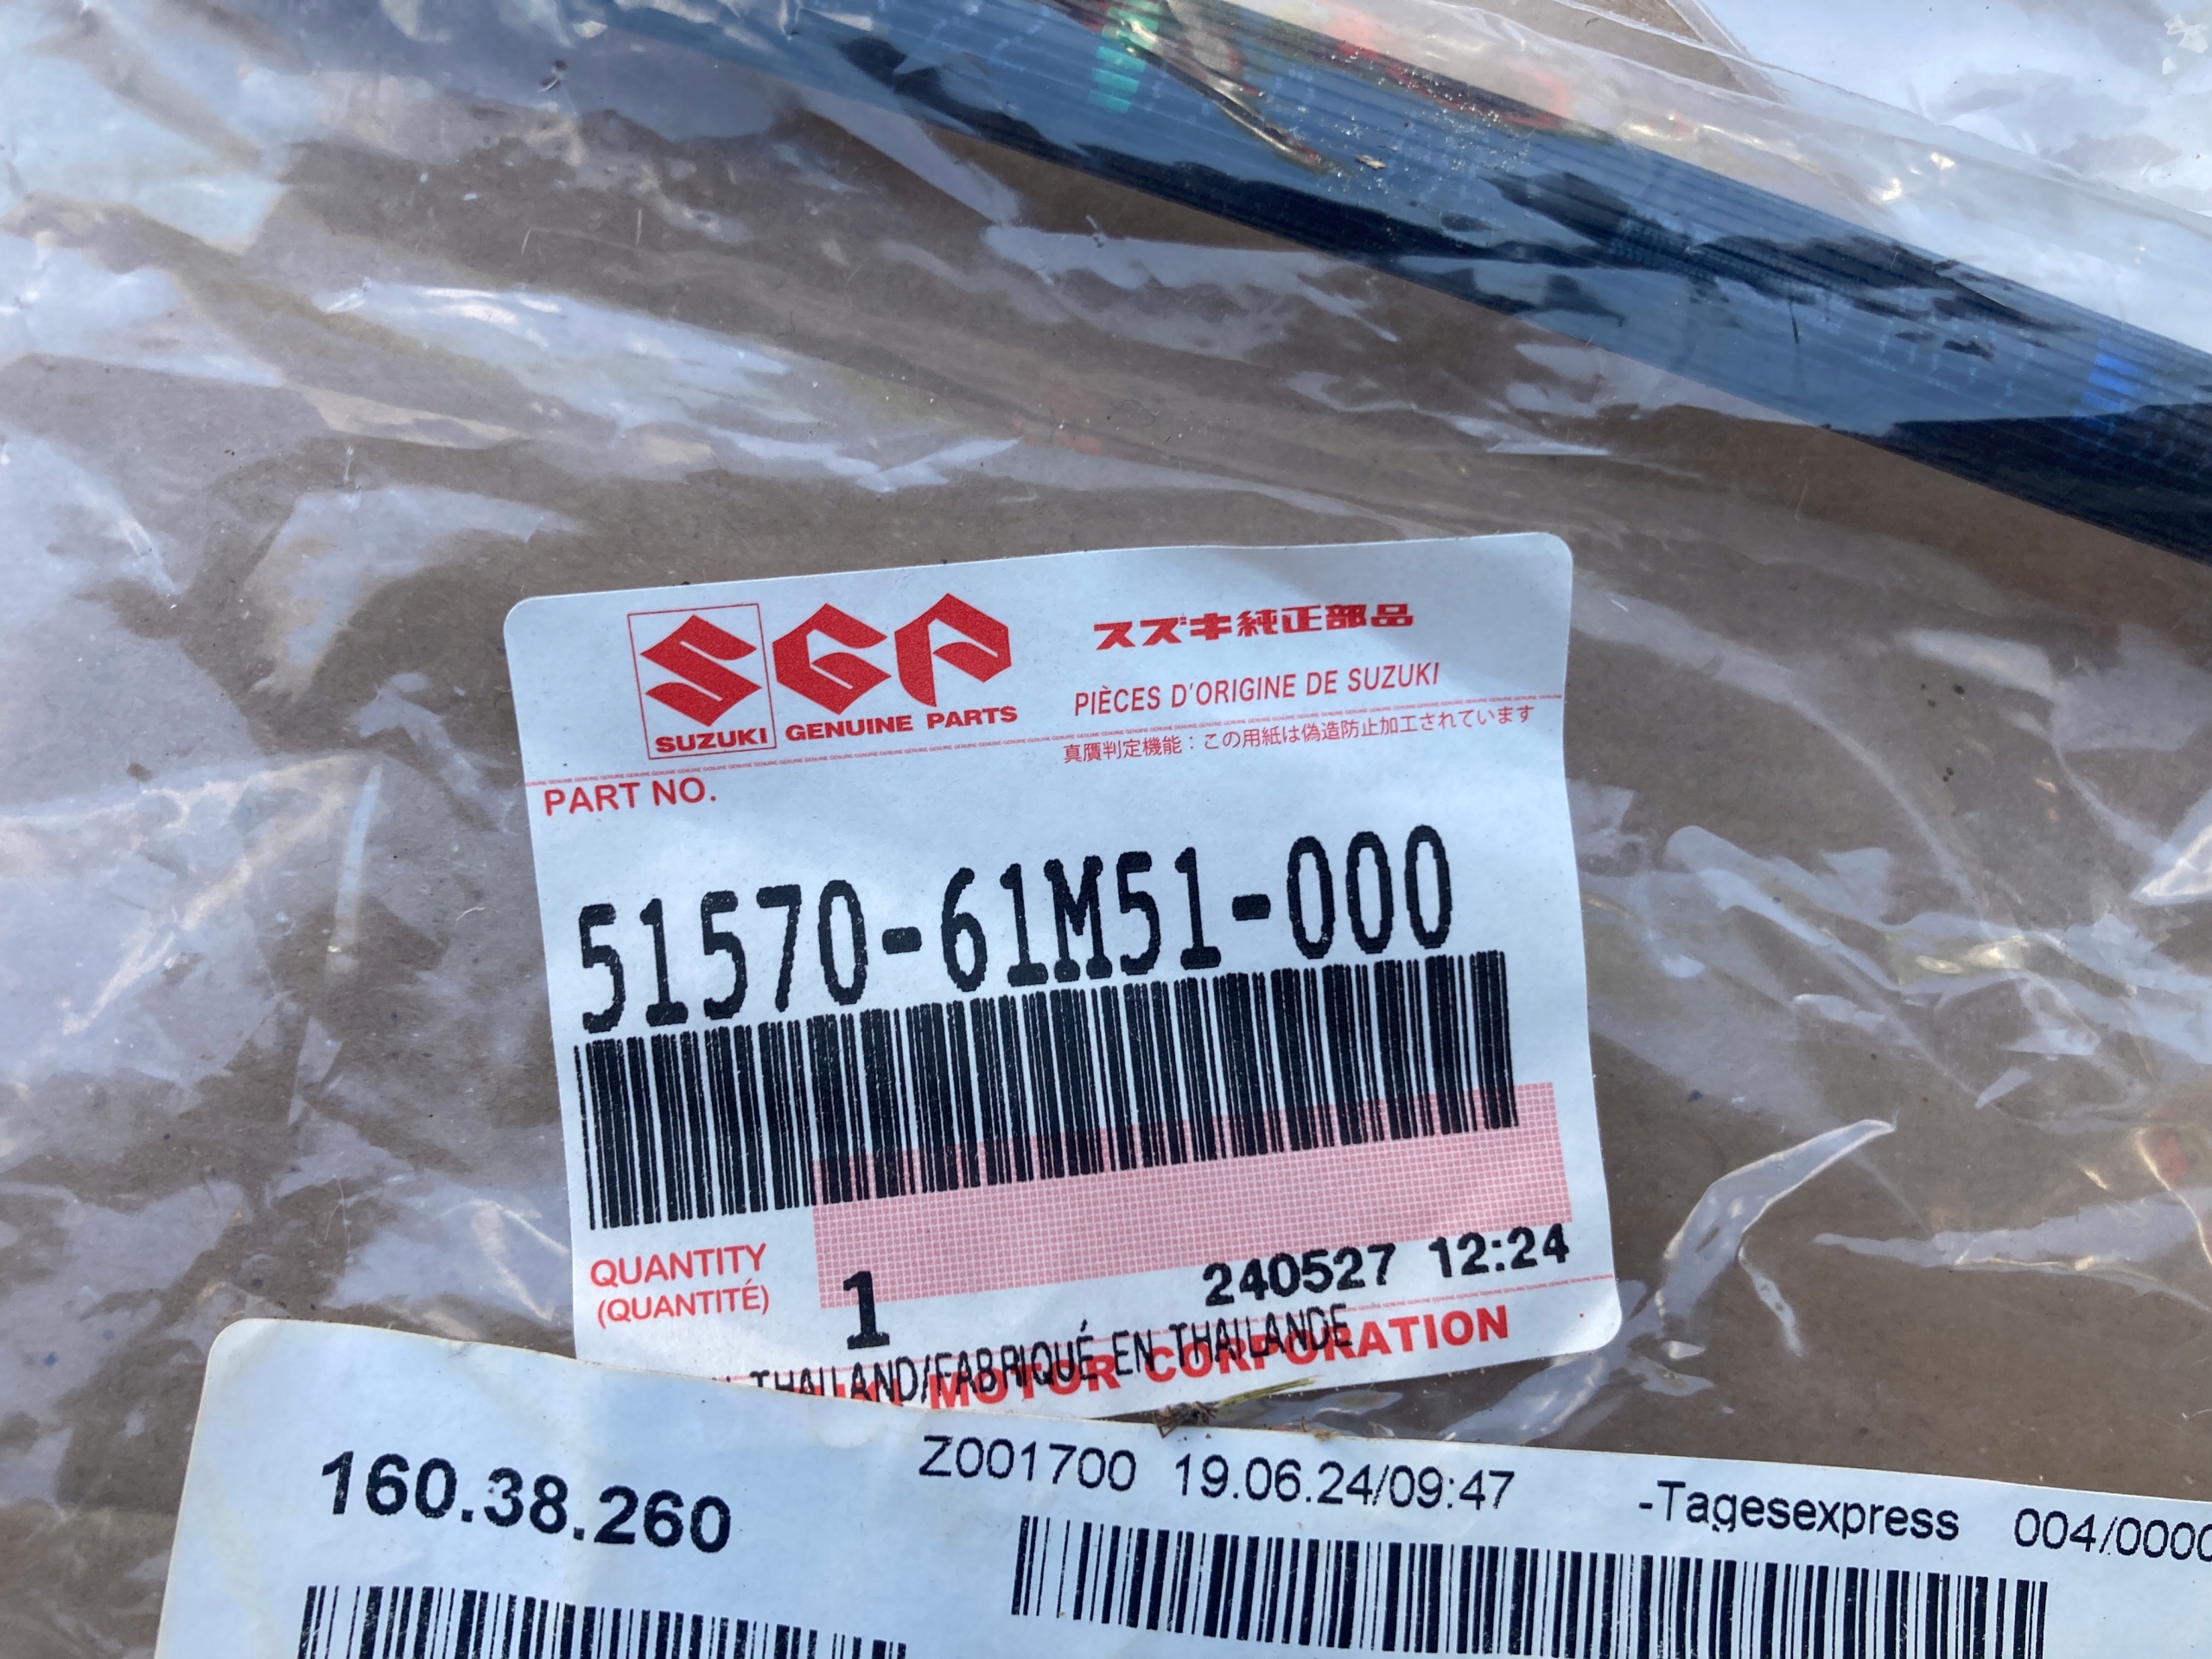 SUZUKI
SGP
GENUINE PARTS
スズキ純正部品
PIÈCES D'ORIGINE DE SUZUKI
真贋判定機能：この用紙は偽造防止加工されています
PART NO.
51570-61M51-000
QUANTITY
(QUANTITÉ)
1
240527 12:24
THAILAND/FABRIQUÉ EN THAILANDE
MOTOR CORPORATION
160.38.260
Z001700 19.06.24/09:47 -Tagesexpress 004/0000